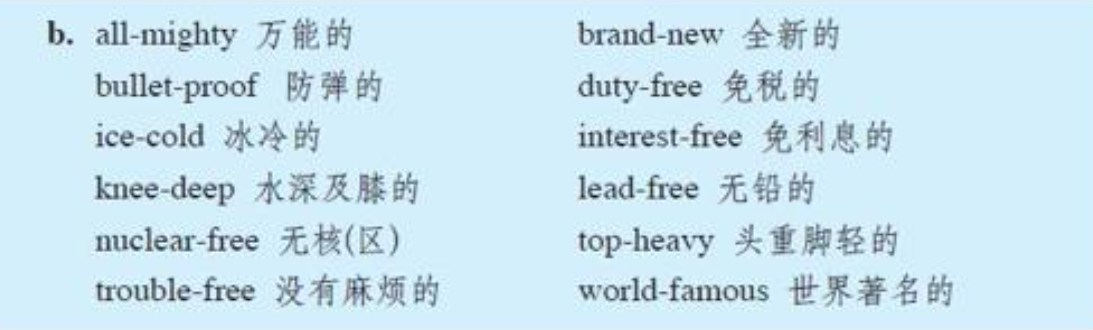 b. all-mighty 万能的 brand-new 全新的
bullet-proof 防弹的 duty-free 免税的
ice-cold 冰冷的 interest-free 免利息的
knee-deep 水深及膝的 lead-free 无铅的
nuclear-free 无核(区) top-heavy 头重脚轻的
trouble-free 没有麻烦的 world-famous 世界著名的